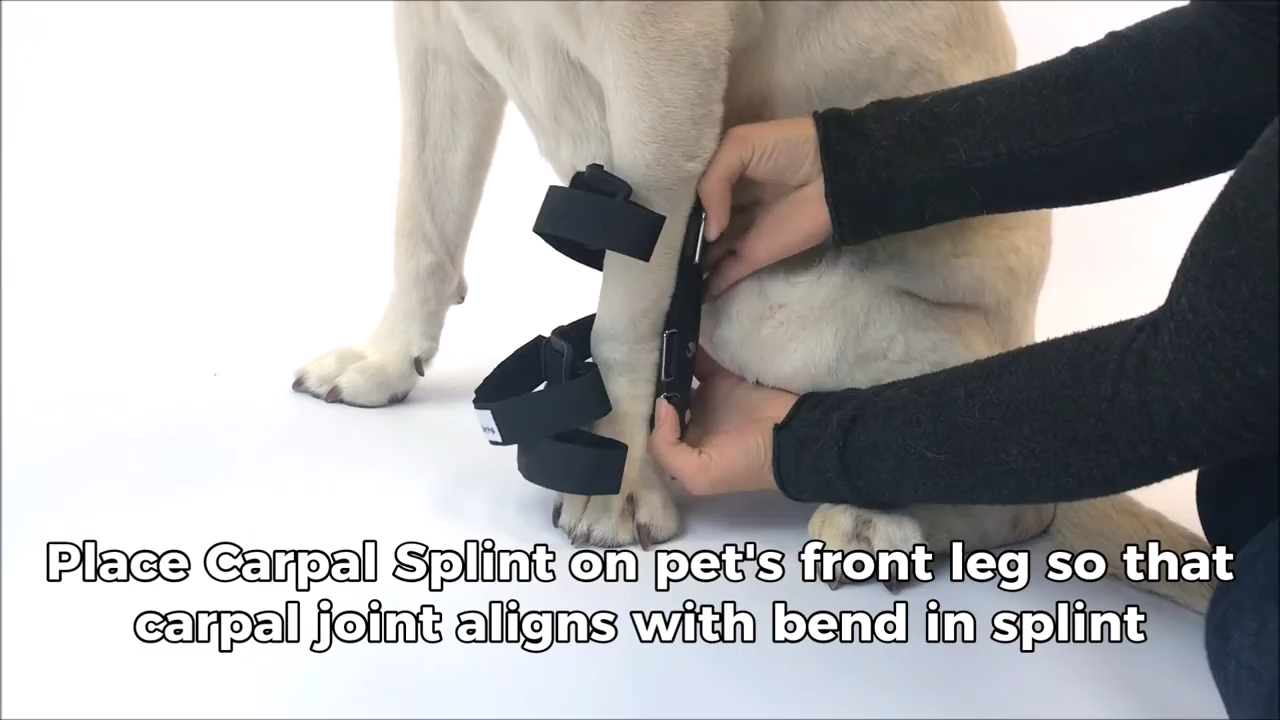 Place Carpal Splint on pet's front leg so that
carpal joint aligns with bend in splint